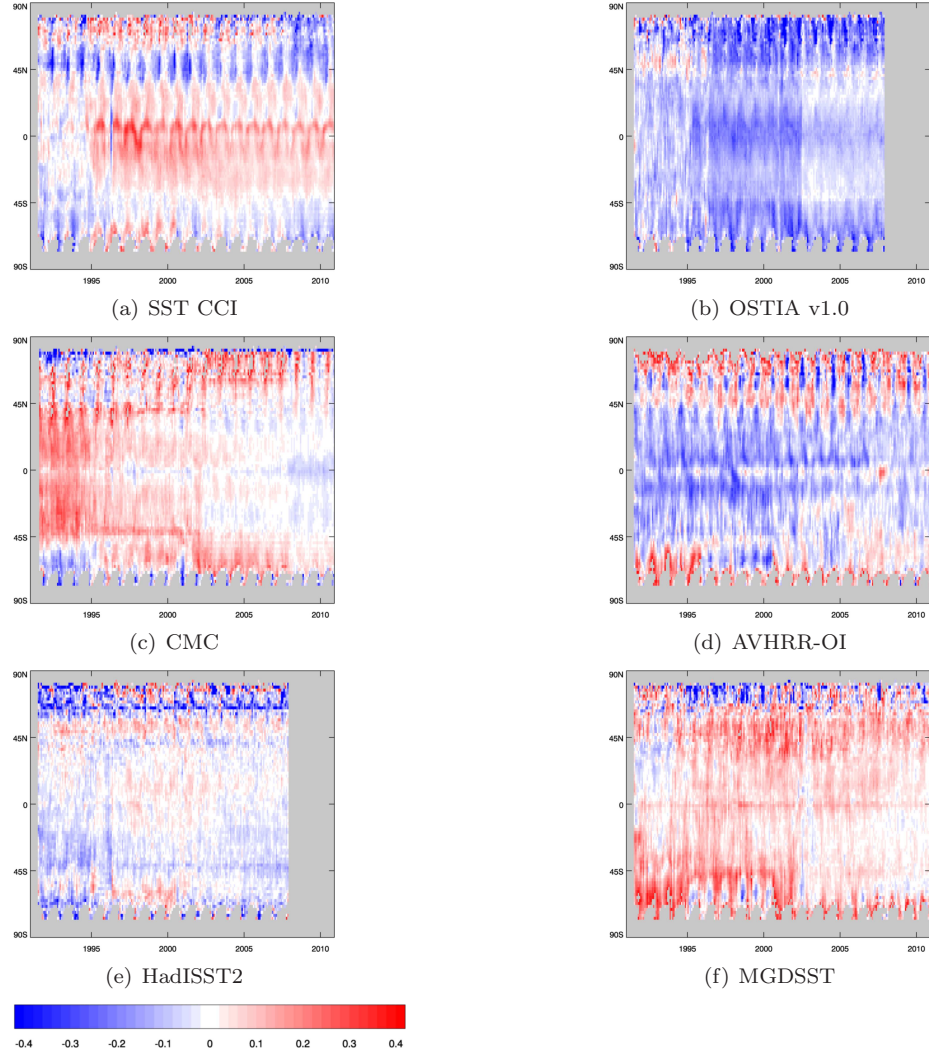 90N
45N
0
45S
90S
1995 2000 2005 2010
(a) SST CCI
90N
45N
0
45S
90S
1995 2000 2005 2010
(b) OSTIA v1.0
90N
45N
0
45S
90S
1995 2000 2005 2010
(c) CMC
90N
45N
0
45S
90S
1995 2000 2005 2010
(d) AVHRR-OI
90N
45N
0
45S
90S
1995 2000 2005 2010
(e) HadISST2
90N
45N
0
45S
90S
1995 2000 2005 2010
(f) MGDSST
-0.4 -0.3 -0.2 -0.1 0 0.1 0.2 0.3 0.4